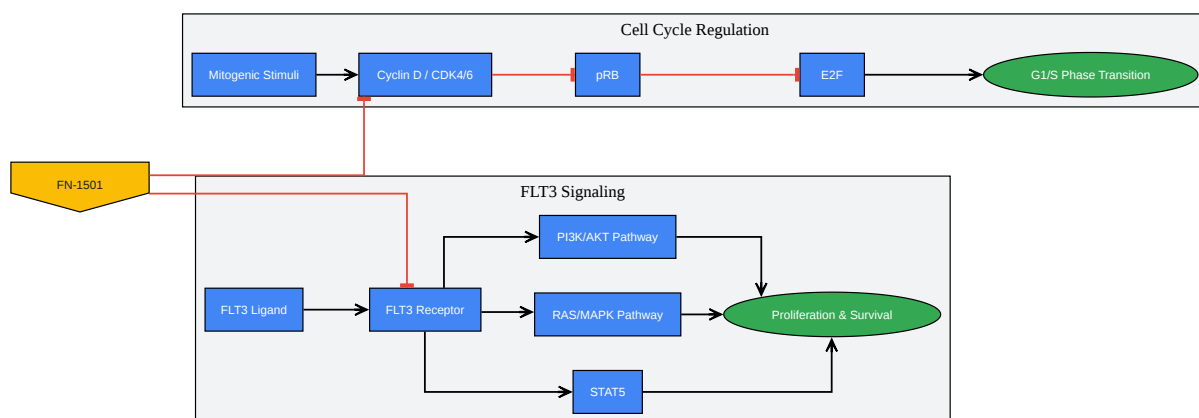 Cell Cycle Regulation
Mitogenic Stimuli
Cyclin D / CDK4/6
pRB
E2F
G1/S Phase Transition
FN-1501
FLT3 Signaling
PI3K/AKT Pathway
FLT3 Ligand
FLT3 Receptor
RAS/MAPK Pathway
Proliferation & Survival
STAT5